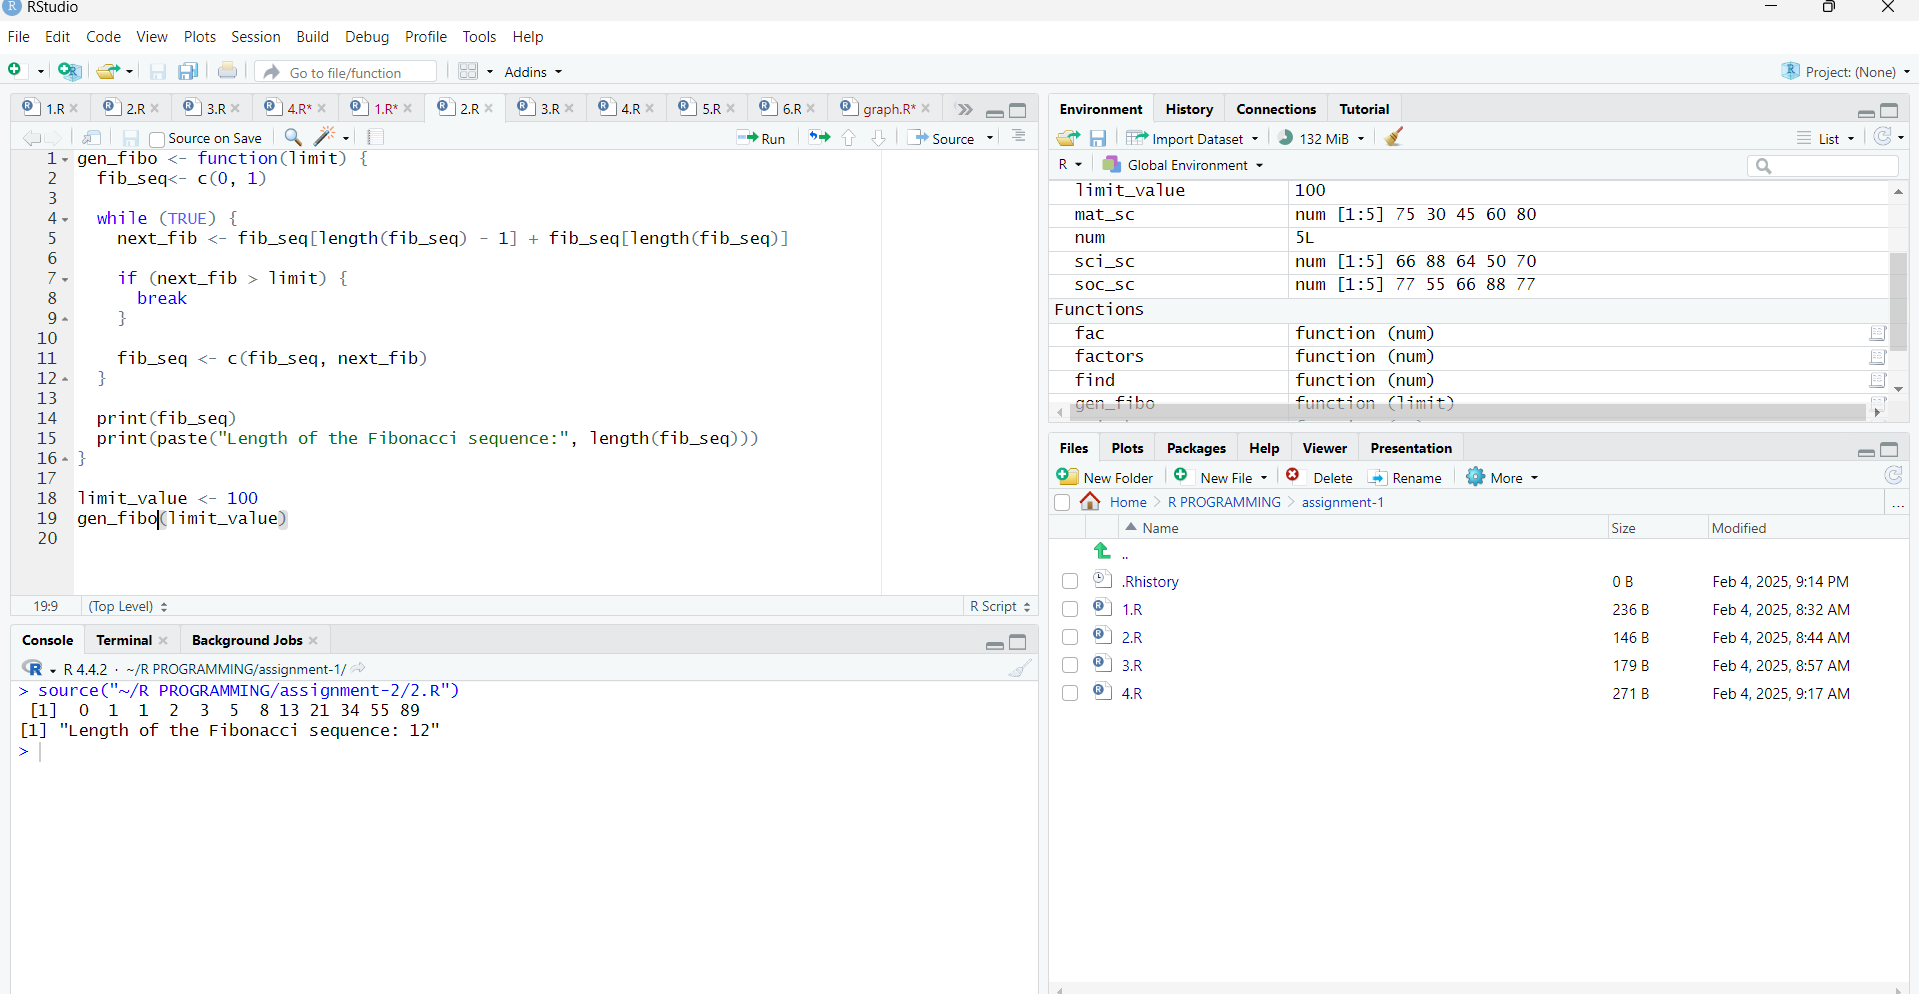 RStudio
File Edit Code View Plots Session Build Debug Profile Tools Help
Go to file/function Addins Project: (None)
1.R 2.R 3.R 4.R* 1.R* 2.R 3.R 4.R 5.R 6.R graph.R*
Source on Save Run Source
1 gen_fibo <- function(limit) {
2   fib_seq<- c(0, 1)
3
4   while (TRUE) {
5     next_fib <- fib_seq[length(fib_seq) - 1] + fib_seq[length(fib_seq)]
6
7     if (next_fib > limit) {
8       break
9     }
10
11     fib_seq <- c(fib_seq, next_fib)
12   }
13
14   print(fib_seq)
15   print(paste("Length of the Fibonacci sequence:", length(fib_seq)))
16 }
17
18 limit_value <- 100
19 gen_fibo(limit_value)
20
19:9 (Top Level) R Script
Console Terminal Background Jobs
R 4.4.2 · ~/R PROGRAMMING/assignment-1/
> source("~/R PROGRAMMING/assignment-2/2.R")
[1]  0  1  1  2  3  5  8 13 21 34 55 89
[1] "Length of the Fibonacci sequence: 12"
>
Environment History Connections Tutorial
Import Dataset 132 MiB List
R Global Environment
limit_value 100
mat_sc num [1:5] 75 30 45 60 80
num 5L
sci_sc num [1:5] 66 88 64 50 70
soc_sc num [1:5] 77 55 66 88 77
Functions
fac function (num)
factors function (num)
find function (num)
gen_fibo function (limit)
Files Plots Packages Help Viewer Presentation
New Folder New File Delete Rename More
Home R PROGRAMMING assignment-1 ...
Name Size Modified
..
.Rhistory 0 B Feb 4, 2025, 9:14 PM
1.R 236 B Feb 4, 2025, 8:32 AM
2.R 146 B Feb 4, 2025, 8:44 AM
3.R 179 B Feb 4, 2025, 8:57 AM
4.R 271 B Feb 4, 2025, 9:17 AM